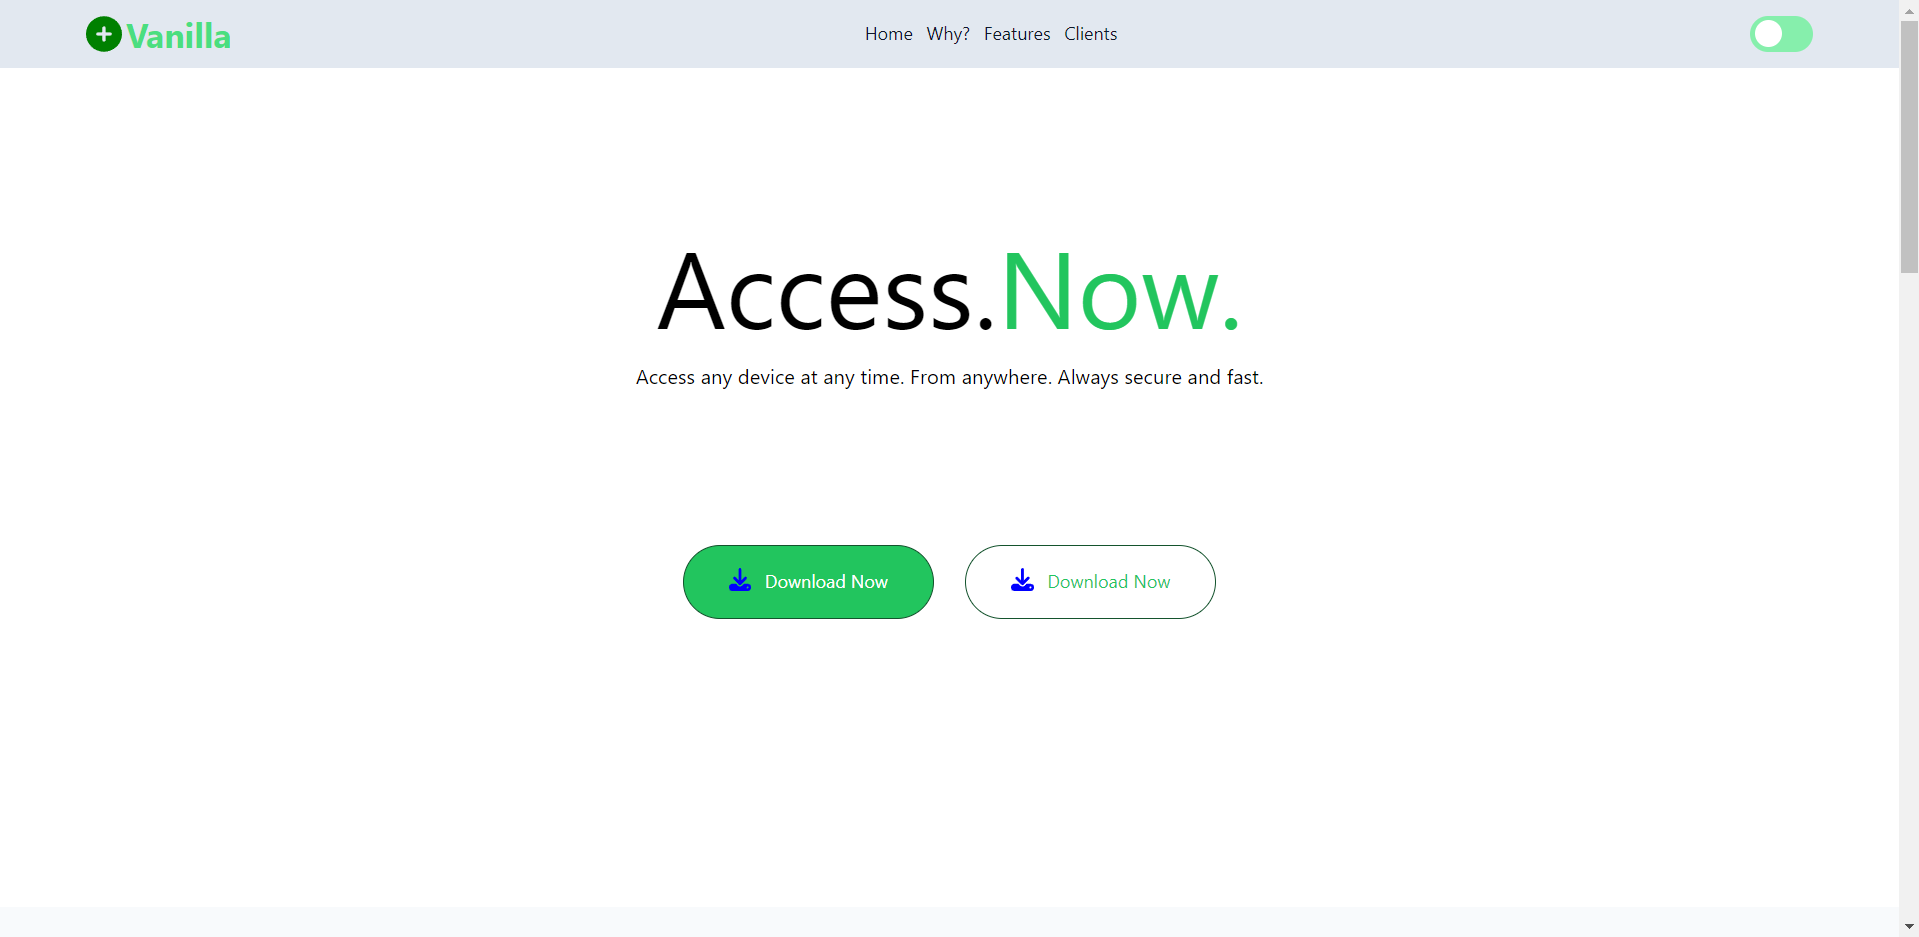 Vanilla
Home Why? Features Clients
Access.Now.
Access any device at any time. From anywhere. Always secure and fast.
Download Now
Download Now